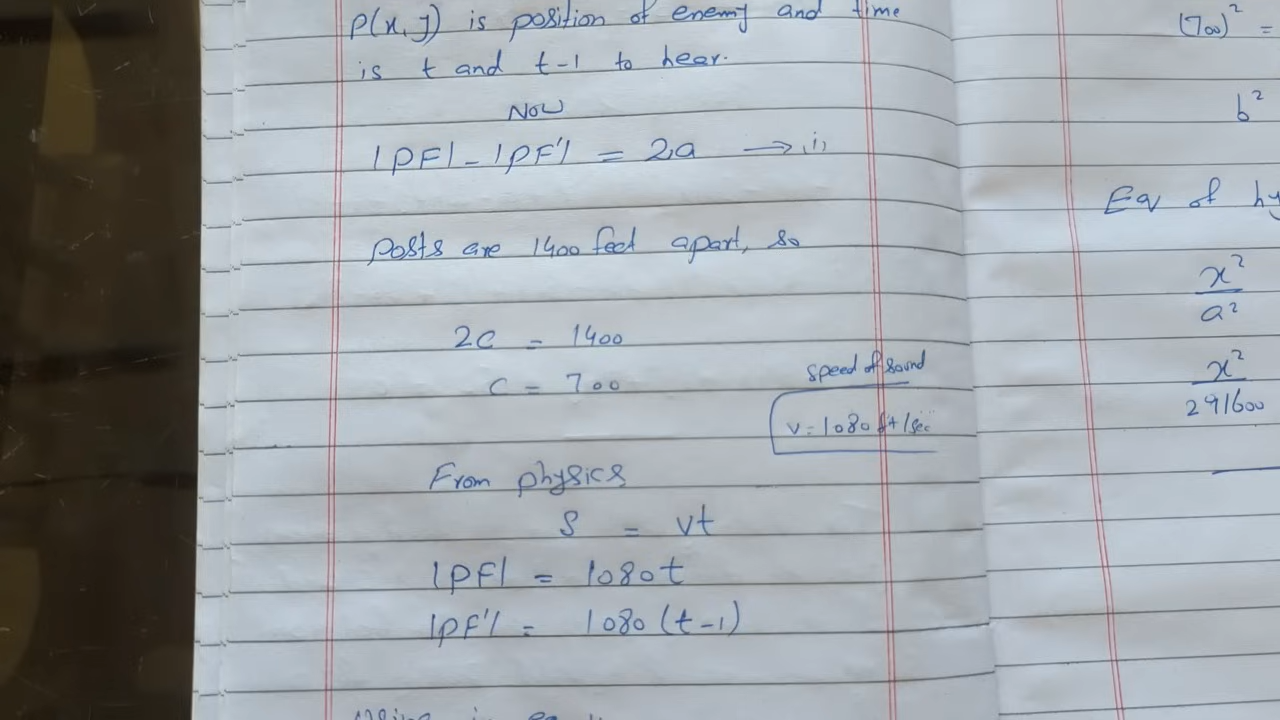 P(x,y) is position of enemy and time
is t and t-1 to hear.
Now
|PF| - |PF'| = 2a → (i)
Posts are 1400 feet apart, so
2c = 1400
c = 700
speed of sound
v = 1080 ft/sec
From physics
S = vt
|PF| = 1080t
|PF'| = 1080 (t-1)
(700)² =
b²
Eq of hy
x²
a²
x²
291600